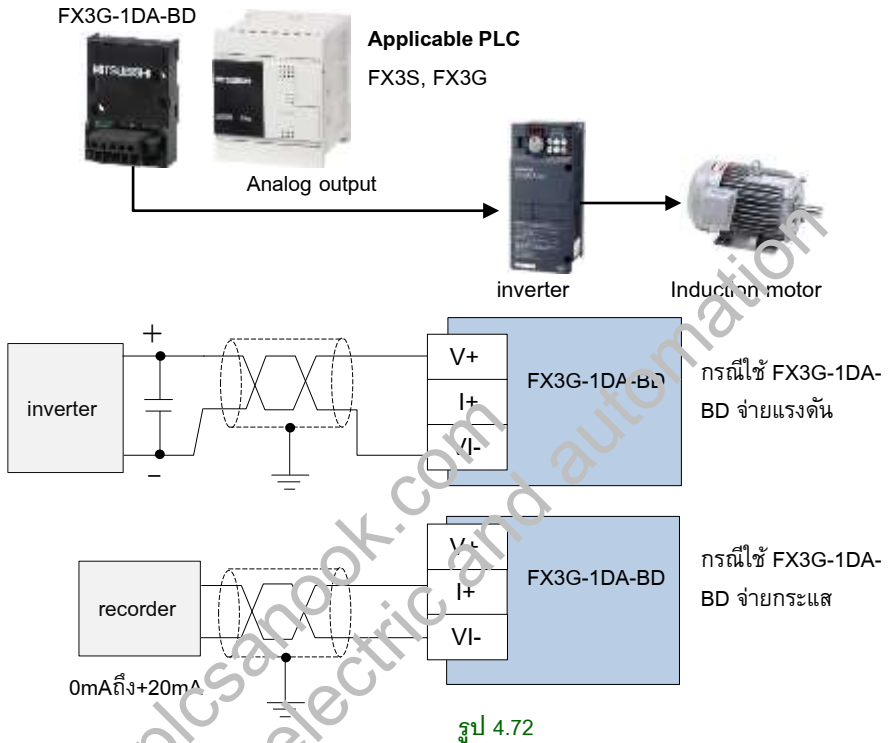 FX3G-1DA-BD
MITSUBISHI
Applicable PLC
FX3S, FX3G
Analog output
inverter
Induction motor
+
inverter
-
V+
I+
VI-
FX3G-1DA-BD
กรณีใช้ FX3G-1DA-
BD จ่ายแรงดัน
recorder
0mAถึง+20mA
V+
I+
VI-
FX3G-1DA-BD
กรณีใช้ FX3G-1DA-
BD จ่ายกระแส
รูป 4.72
plcsanook.com
electric and automation